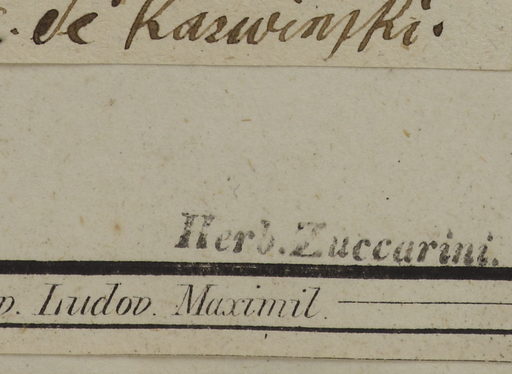 de Karwinski.
Herb. Zuccarini.
Ludov. Maximil.